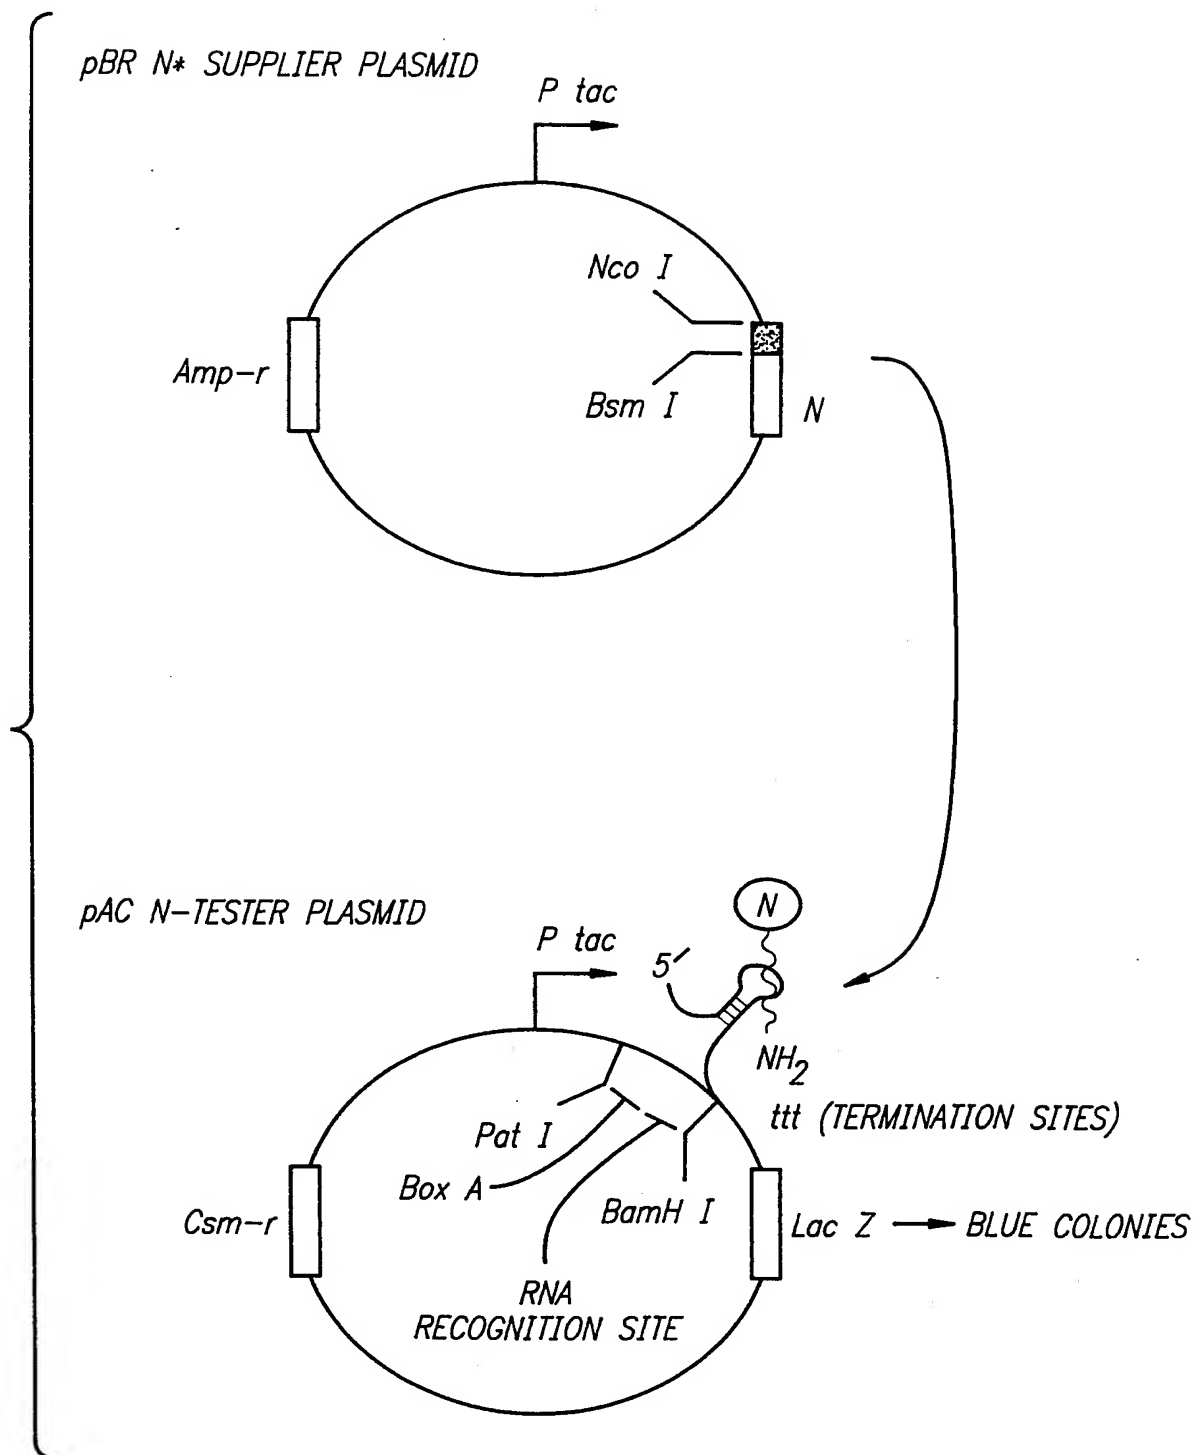 pBR N* SUPPLIER PLASMID
P tac
Nco I
Amp-r
Bsm I
N
pAC N-TESTER PLASMID
N
P tac
5′
NH2
ttt (TERMINATION SITES)
Pat I
Box A
BamH I
Csm-r
Lac Z
BLUE COLONIES
RNA
RECOGNITION SITE